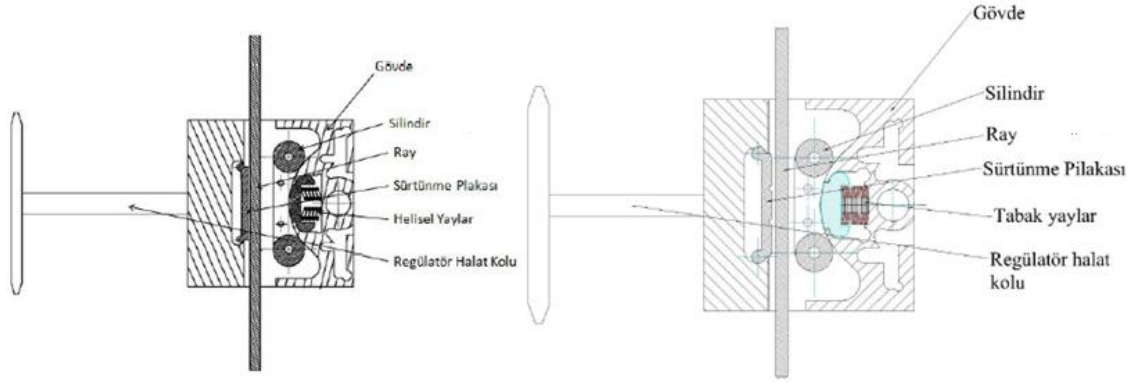 Gövde
Silindir
Ray
Sürtünme Plakası
Helisel Yaylar
Regülatör Halat Kolu
Gövde
Silindir
Ray
Sürtünme Pilakası
Tabak yaylar
Regülatör halat
kolu